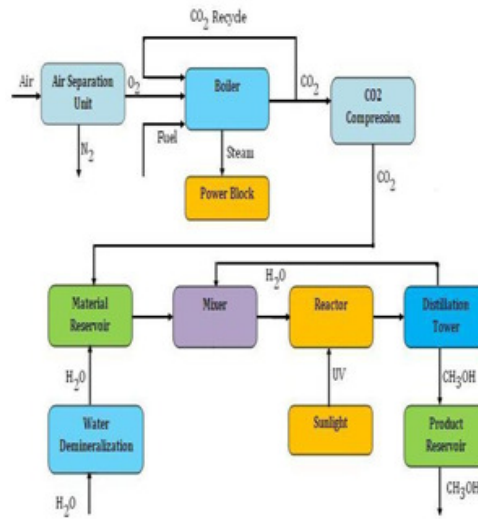 CO2 Recycle
Air
Air Separation
Unit
O2
Boiler
CO2
CO2
Compression
N2
Fuel
Steam
Power Block
CO2
H2O
Material
Reservoir
Mixer
Reactor
Distillation
Tower
H2O
UV
CH3OH
Water
Demineralization
Sunlight
Product
Reservoir
H2O
CH3OH